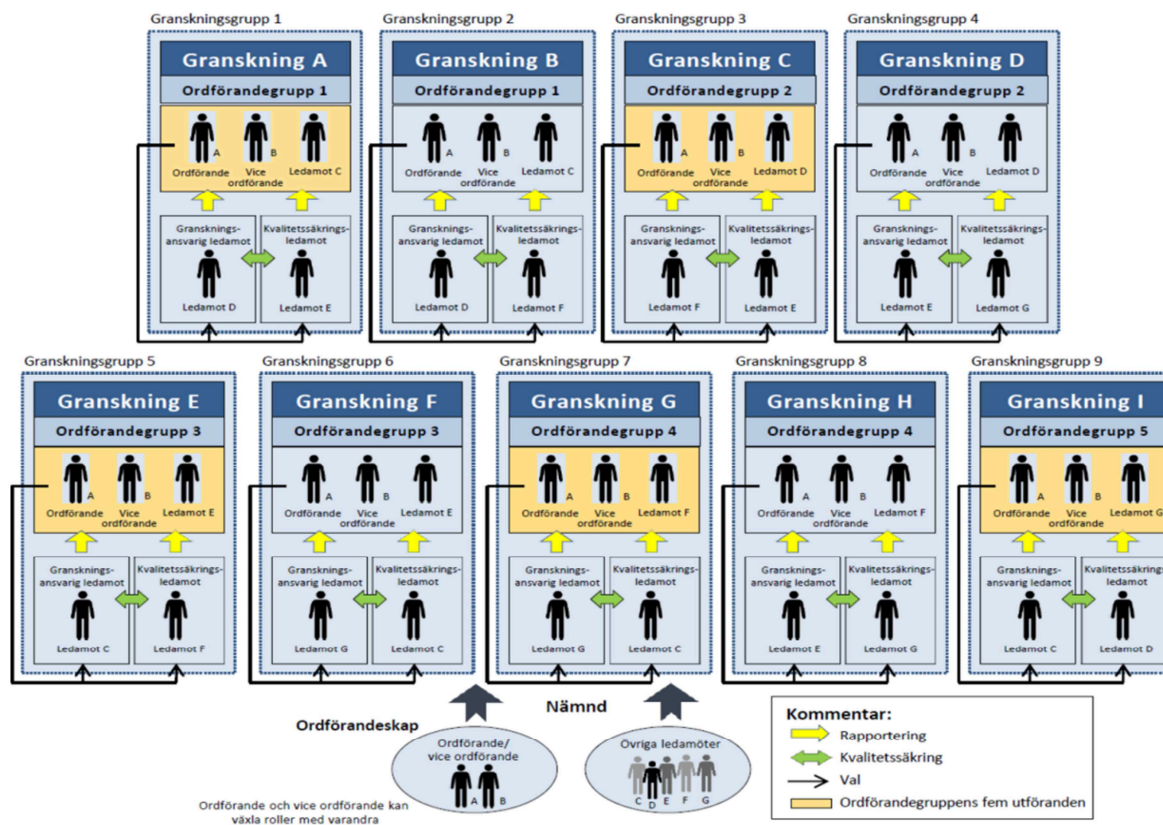 Granskningsgrupp 1
Granskning A
Ordförandegrupp 1
A
B
Ordförande
Vice
ordförande
Ledamot C
Gransknings-
ansvarig ledamot
Kvalitetssäkrings-
ledamot
Ledamot D
Ledamot E
Granskningsgrupp 2
Granskning B
Ordförandegrupp 1
A
B
Ordförande
Vice
ordförande
Ledamot C
Gransknings-
ansvarig ledamot
Kvalitetssäkrings-
ledamot
Ledamot D
Ledamot F
Granskningsgrupp 3
Granskning C
Ordförandegrupp 2
A
B
Ordförande
Vice
ordförande
Ledamot D
Gransknings-
ansvarig ledamot
Kvalitetssäkrings-
ledamot
Ledamot F
Ledamot E
Granskningsgrupp 4
Granskning D
Ordförandegrupp 2
A
B
Ordförande
Vice
ordförande
Ledamot D
Gransknings-
ansvarig ledamot
Kvalitetssäkrings-
ledamot
Ledamot E
Ledamot G
Granskningsgrupp 5
Granskning E
Ordförandegrupp 3
A
B
Ordförande
Vice
ordförande
Ledamot E
Gransknings-
ansvarig ledamot
Kvalitetssäkrings-
ledamot
Ledamot C
Ledamot F
Granskningsgrupp 6
Granskning F
Ordförandegrupp 3
A
B
Ordförande
Vice
ordförande
Ledamot E
Gransknings-
ansvarig ledamot
Kvalitetssäkrings-
ledamot
Ledamot G
Ledamot C
Granskningsgrupp 7
Granskning G
Ordförandegrupp 4
A
B
Ordförande
Vice
ordförande
Ledamot F
Gransknings-
ansvarig ledamot
Kvalitetssäkrings-
ledamot
Ledamot G
Ledamot C
Granskningsgrupp 8
Granskning H
Ordförandegrupp 4
A
B
Ordförande
Vice
ordförande
Ledamot F
Gransknings-
ansvarig ledamot
Kvalitetssäkrings-
ledamot
Ledamot E
Ledamot G
Granskningsgrupp 9
Granskning I
Ordförandegrupp 5
A
B
Ordförande
Vice
ordförande
Ledamot G
Gransknings-
ansvarig ledamot
Kvalitetssäkrings-
ledamot
Ledamot C
Ledamot D
Nämnd
Ordförandeskap
Ordförande/
vice ordförande
A
B
Övriga ledamöter
C
D
E
F
G
Ordförande och vice ordförande kan
växla roller med varandra
Kommentar:
Rapportering
Kvalitetssäkring
Val
Ordförandegruppens fem utföranden